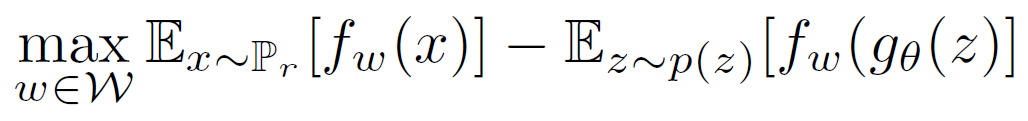 max_{w∈𝒲} 𝔼_{x∼ℙ_r}[f_w(x)] − 𝔼_{z∼p(z)}[f_w(g_θ(z)]